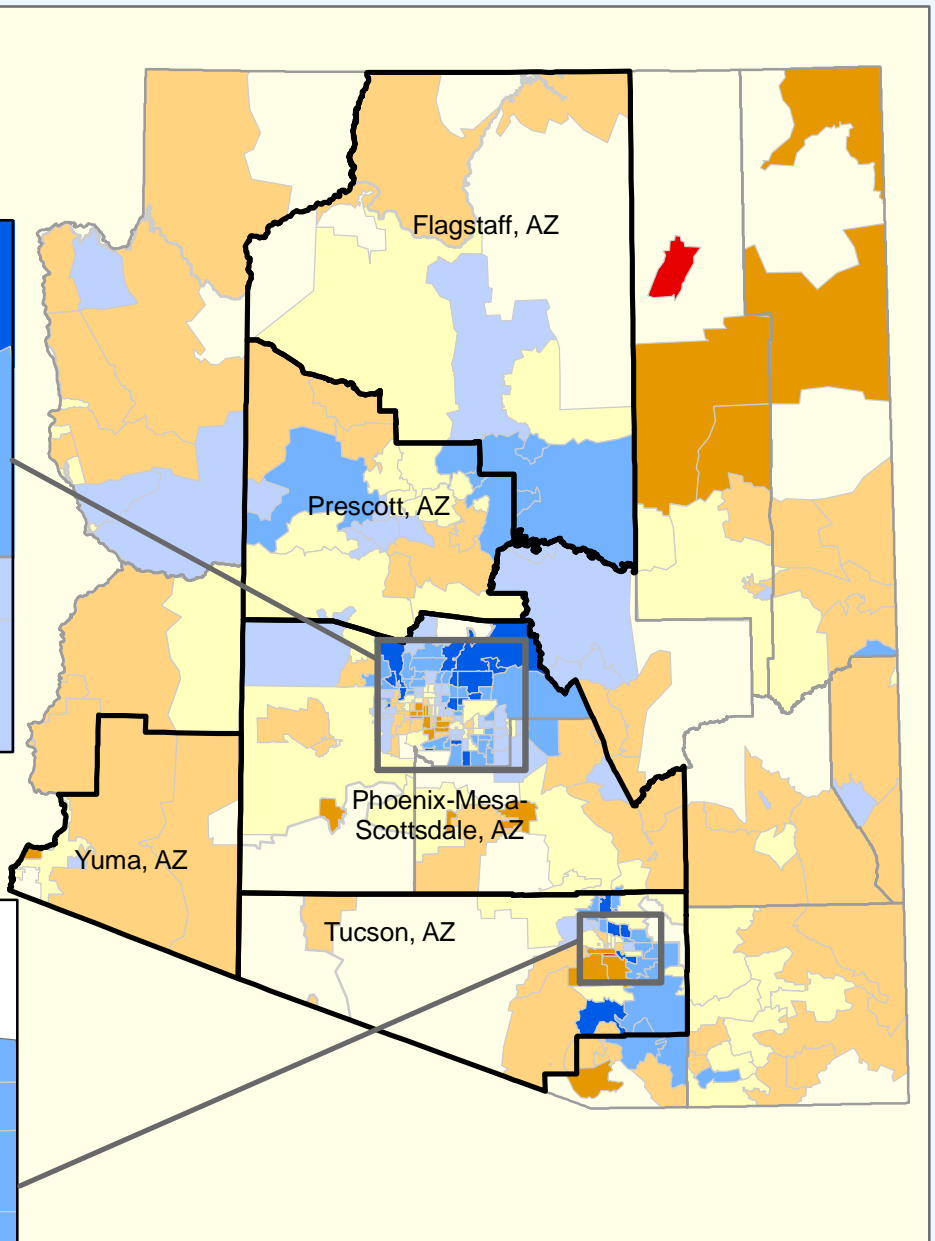 Flagstaff, AZ
Prescott, AZ
Phoenix-Mesa-
Scottsdale, AZ
Yuma, AZ
Tucson, AZ